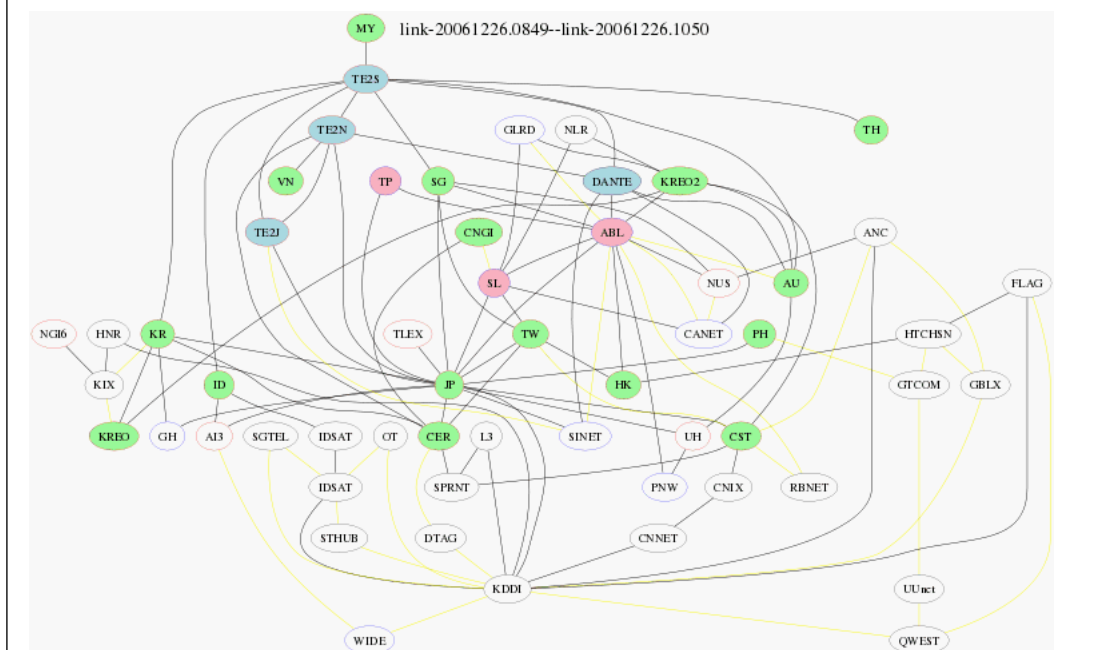 MY link-20061226.0849--link-20061226.1050
TE2S
TE2N GLRD NLR TH
VN TP SG DANTE KREO2
TE2J CNGI ABL ANC
SL NUS AU FLAG
NGI6 HNR KR TLEX TW CANET PH HTCHSN
KIX ID JP HK GTCOM GBLX
KREO GH AI3 SGTEL IDSAT OT CER L3 SINET UH CST
IDSAT SPRNT PNW CNIX RBNET
STHUB DTAG CNNET
KDDI UUnet
WIDE QWEST